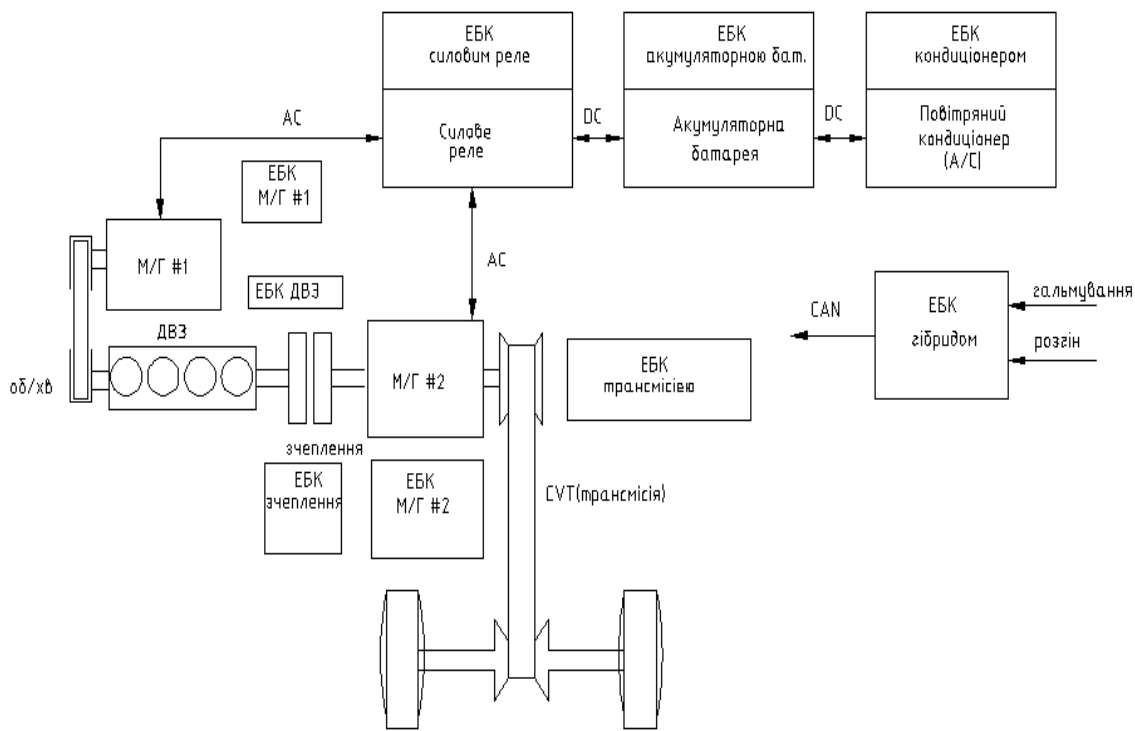 ЕБК
силовим реле
ЕБК
акумуляторною бат.
ЕБК
кондиціонером
AC
Силове
реле
DC
Акумуляторна
батарея
DC
Повітряний
кондиціонер
(A/C|
ЕБК
М/Г #1
М/Г #1
AC
ЕБК ДВЗ
ДВЗ
CAN
ЕБК
гібридом
гальмування
розгін
об/хв
М/Г #2
ЕБК
трансмісією
зчеплення
ЕБК
зчеплення
ЕБК
М/Г #2
CVT(трансмісія)